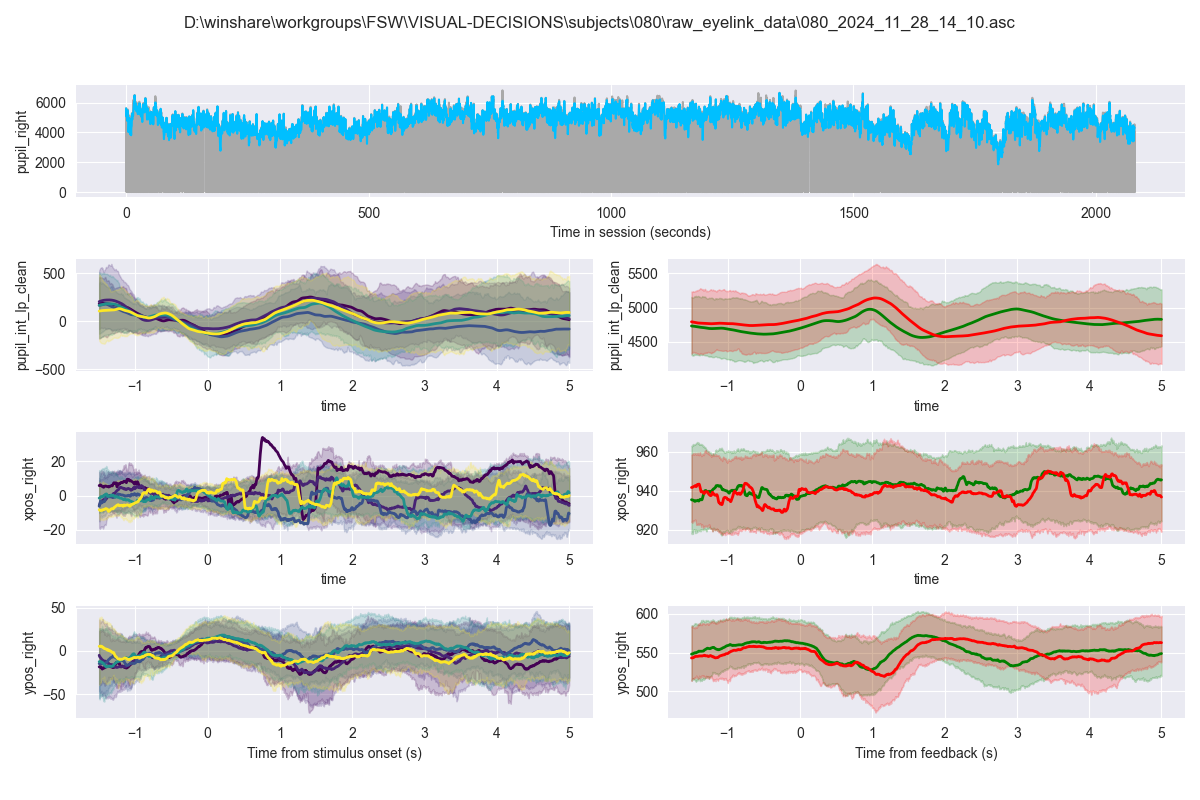 D:\winshare\workgroups\FSW\VISUAL-DECISIONS\subjects\080\raw_eyelink_data\080_2024_11_28_14_10.asc
pupil_right
6000
4000
2000
0
0 500 1000 1500 2000
Time in session (seconds)
pupil_int_lp_clean
500
0
−500
−1 0 1 2 3 4 5
time
pupil_int_lp_clean
5500
5000
4500
−1 0 1 2 3 4 5
time
xpos_right
20
0
−20
−1 0 1 2 3 4 5
time
xpos_right
960
940
920
−1 0 1 2 3 4 5
time
ypos_right
50
0
−50
−1 0 1 2 3 4 5
Time from stimulus onset (s)
ypos_right
600
550
500
−1 0 1 2 3 4 5
Time from feedback (s)